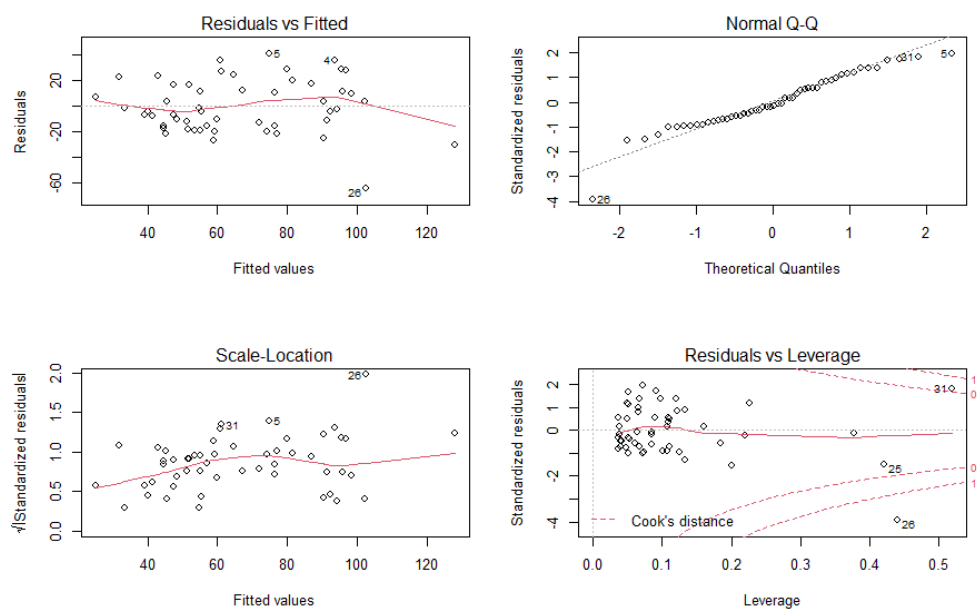 Residuals vs Fitted
Residuals
20
-20
-60
5
4
26
40 60 80 100 120
Fitted values
Normal Q-Q
Standardized residuals
2
1
0
-1
-2
-3
-4
31
5
26
-2 -1 0 1 2
Theoretical Quantiles
Scale-Location
√|Standardized residuals|
2.0
1.5
1.0
0.5
0.0
26
5
31
40 60 80 100 120
Fitted values
Residuals vs Leverage
Standardized residuals
2
0
-2
-4
31
25
26
1
0
0
1
Cook's distance
0.0 0.1 0.2 0.3 0.4 0.5
Leverage